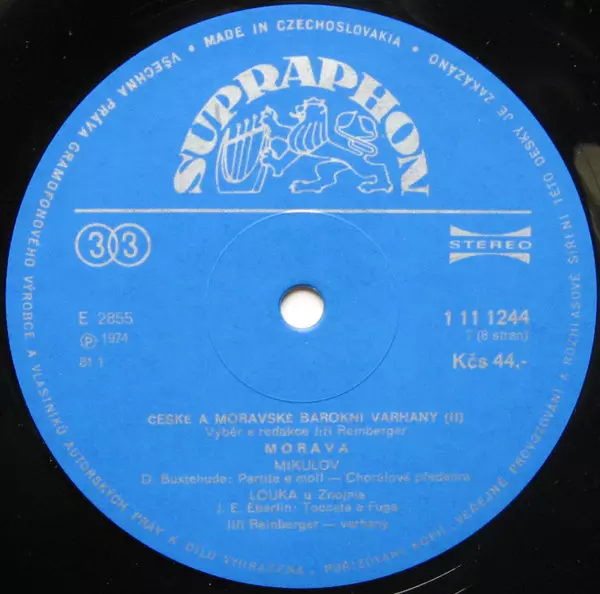 VŠECHNA PRÁVA GRAMOFONOVÉHO VÝROBCE A VLASTNÍKŮ AUTORSKÝCH PRÁV K DÍLU VYHRAZENA • POŘIZOVÁNÍ KOPIÍ, VEŘEJNÉ PROVOZOVÁNÍ A ROZHLASOVÉ ŠÍŘENÍ TÉTO DESKY JE ZAKÁZÁNO
• MADE IN CZECHOSLOVAKIA •
SUPRAPHON
33
STEREO
E 2855
Ⓟ 1974
81 1
1 11 1244
(8 stran)
Kčs 44.-
ČESKÉ A MORAVSKÉ BAROKNÍ VARHANY (II)
Výběr a redakce Jiří Reinberger
MORAVA
MIKULOV
D. Buxtehude: Partita e moll — Chorálové předehra
LOUKA u Znojma
J. E. Eberlin: Toccata a Fuga
Jiří Reinberger — varhany